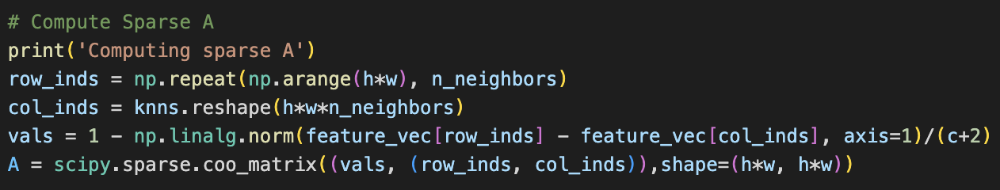 # Compute Sparse A
print('Computing sparse A')
row_inds = np.repeat(np.arange(h*w), n_neighbors)
col_inds = knns.reshape(h*w*n_neighbors)
vals = 1 - np.linalg.norm(feature_vec[row_inds] - feature_vec[col_inds], axis=1)/(c+2)
A = scipy.sparse.coo_matrix((vals, (row_inds, col_inds)),shape=(h*w, h*w))